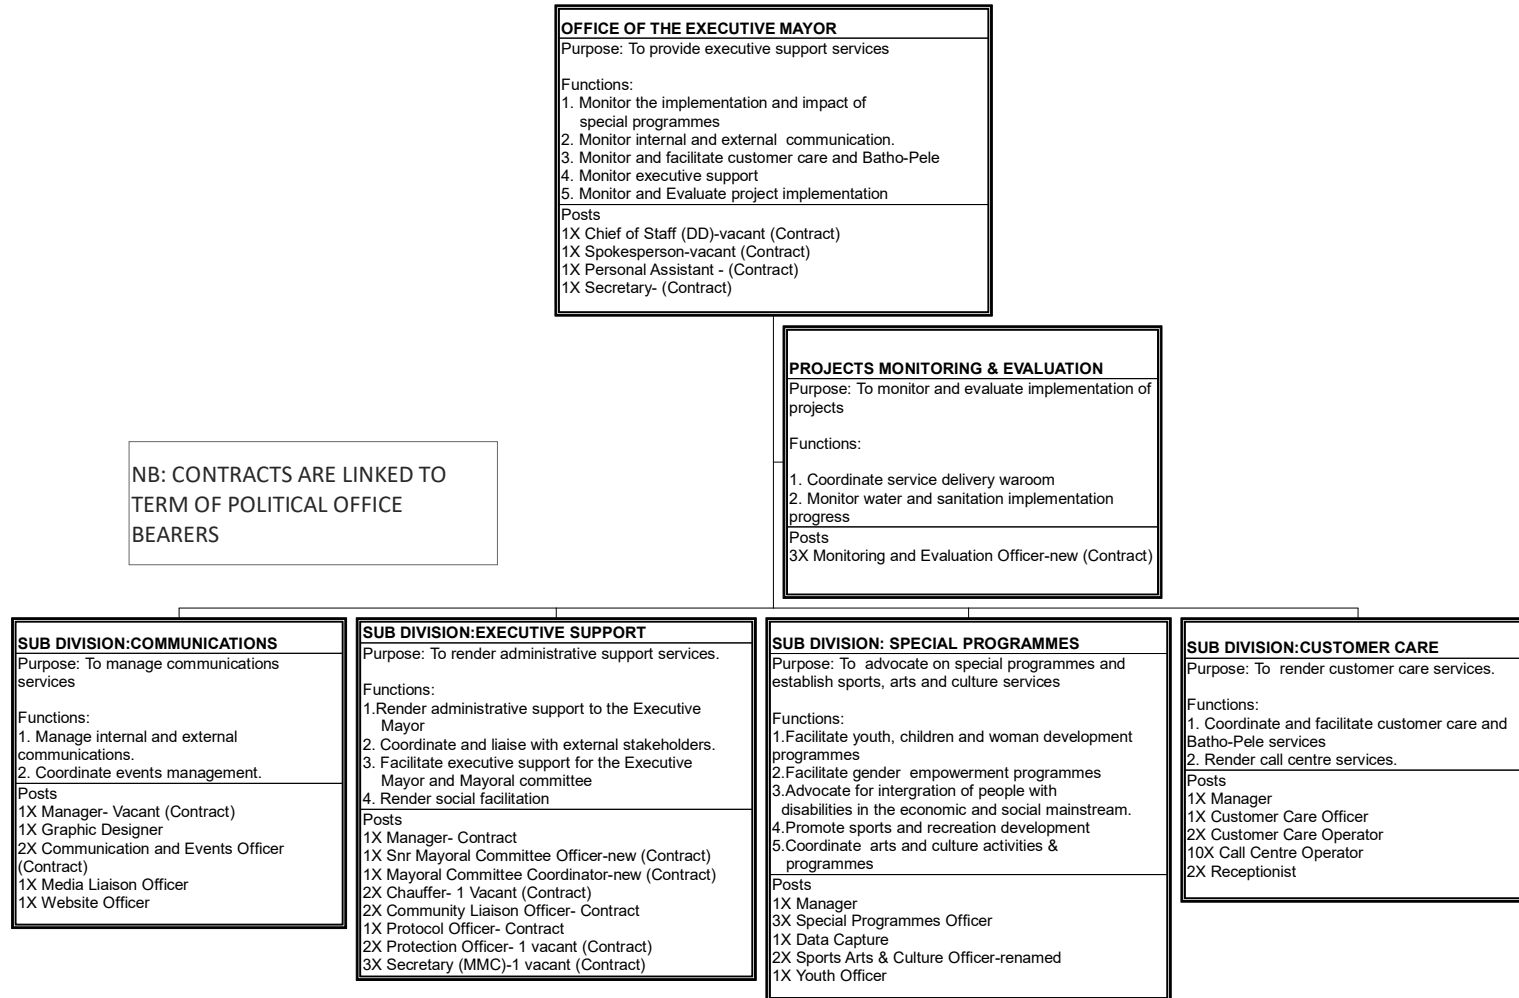 OFFICE OF THE EXECUTIVE MAYOR
Purpose: To provide executive support services
Functions:
1. Monitor the implementation and impact of
special programmes
2. Monitor internal and external communication.
3. Monitor and facilitate customer care and Batho-Pele
4. Monitor executive support
5. Monitor and Evaluate project implementation
Posts
1X Chief of Staff (DD)-vacant (Contract)
1X Spokesperson-vacant (Contract)
1X Personal Assistant - (Contract)
1X Secretary- (Contract)
PROJECTS MONITORING & EVALUATION
Purpose: To monitor and evaluate implementation of
projects
Functions:
1. Coordinate service delivery waroom
2. Monitor water and sanitation implementation
progress
Posts
3X Monitoring and Evaluation Officer-new (Contract)
NB: CONTRACTS ARE LINKED TO
TERM OF POLITICAL OFFICE
BEARERS
SUB DIVISION:COMMUNICATIONS
Purpose: To manage communications
services
Functions:
1. Manage internal and external
communications.
2. Coordinate events management.
Posts
1X Manager- Vacant (Contract)
1X Graphic Designer
2X Communication and Events Officer
(Contract)
1X Media Liaison Officer
1X Website Officer
SUB DIVISION:EXECUTIVE SUPPORT
Purpose: To render administrative support services.
Functions:
1.Render administrative support to the Executive
Mayor
2. Coordinate and liaise with external stakeholders.
3. Facilitate executive support for the Executive
Mayor and Mayoral committee
4. Render social facilitation
Posts
1X Manager- Contract
1X Snr Mayoral Committee Officer-new (Contract)
1X Mayoral Committee Coordinator-new (Contract)
2X Chauffer- 1 Vacant (Contract)
2X Community Liaison Officer- Contract
1X Protocol Officer- Contract
2X Protection Officer- 1 vacant (Contract)
3X Secretary (MMC)-1 vacant (Contract)
SUB DIVISION: SPECIAL PROGRAMMES
Purpose: To advocate on special programmes and
establish sports, arts and culture services
Functions:
1.Facilitate youth, children and woman development
programmes
2.Facilitate gender empowerment programmes
3.Advocate for intergration of people with
disabilities in the economic and social mainstream.
4.Promote sports and recreation development
5.Coordinate arts and culture activities &
programmes
Posts
1X Manager
3X Special Programmes Officer
1X Data Capture
2X Sports Arts & Culture Officer-renamed
1X Youth Officer
SUB DIVISION:CUSTOMER CARE
Purpose: To render customer care services.
Functions:
1. Coordinate and facilitate customer care and
Batho-Pele services
2. Render call centre services.
Posts
1X Manager
1X Customer Care Officer
2X Customer Care Operator
10X Call Centre Operator
2X Receptionist